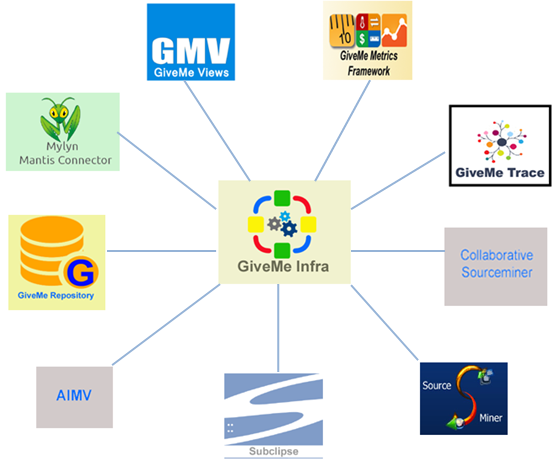 GMV
GiveMe Views
10
$
GiveMe Metrics
Framework
Mylyn
Mantis Connector
GiveMe Trace
GiveMe Infra
G
GiveMe Repository
Collaborative
Sourceminer
AIMV
Source
Miner
Subclipse